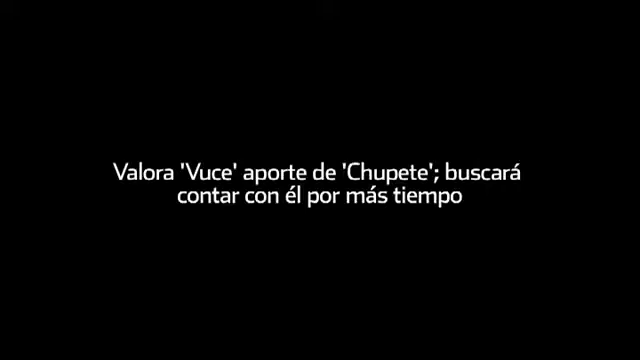 Valora 'Vuce' aporte de 'Chupete'; buscará
contar con él por más tiempo